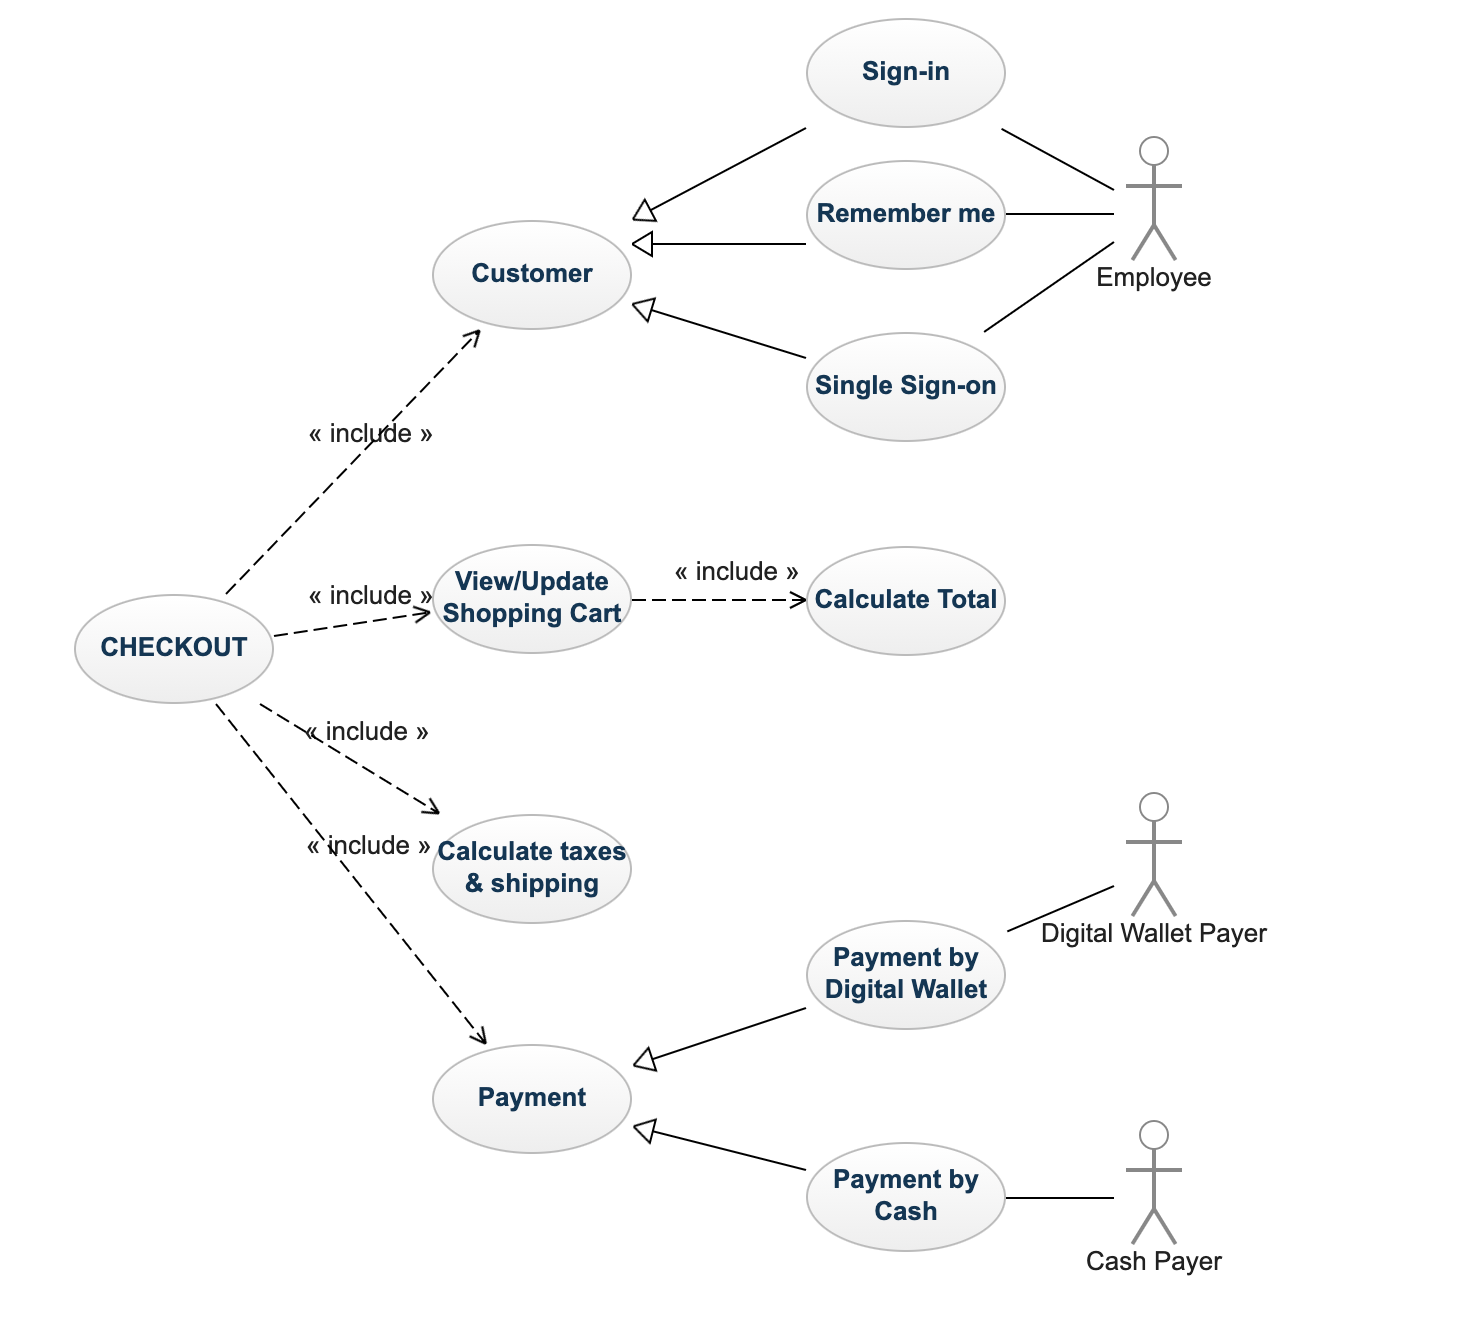 Sign-in
Remember me
Employee
Customer
Single Sign-on
« include »
« include »
View/Update
Shopping Cart
« include »
Calculate Total
CHECKOUT
« include »
« include »
Calculate taxes
& shipping
Digital Wallet Payer
Payment by
Digital Wallet
Payment
Payment by
Cash
Cash Payer